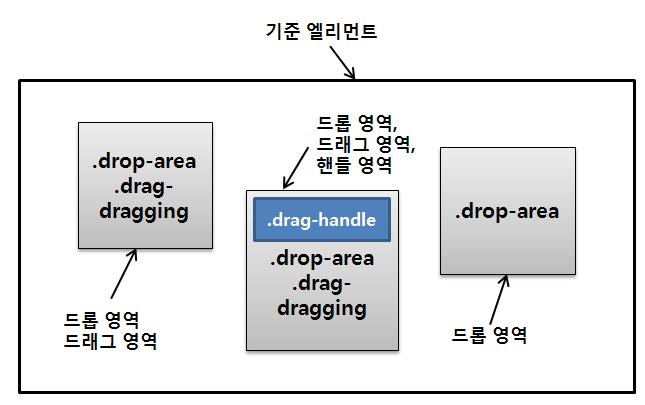 기준 엘리먼트
.drop-area
.drag-
dragging
드롭 영역
드래그 영역
드롭 영역,
드래그 영역,
핸들 영역
.drag-handle
.drop-area
.drag-
dragging
.drop-area
드롭 영역